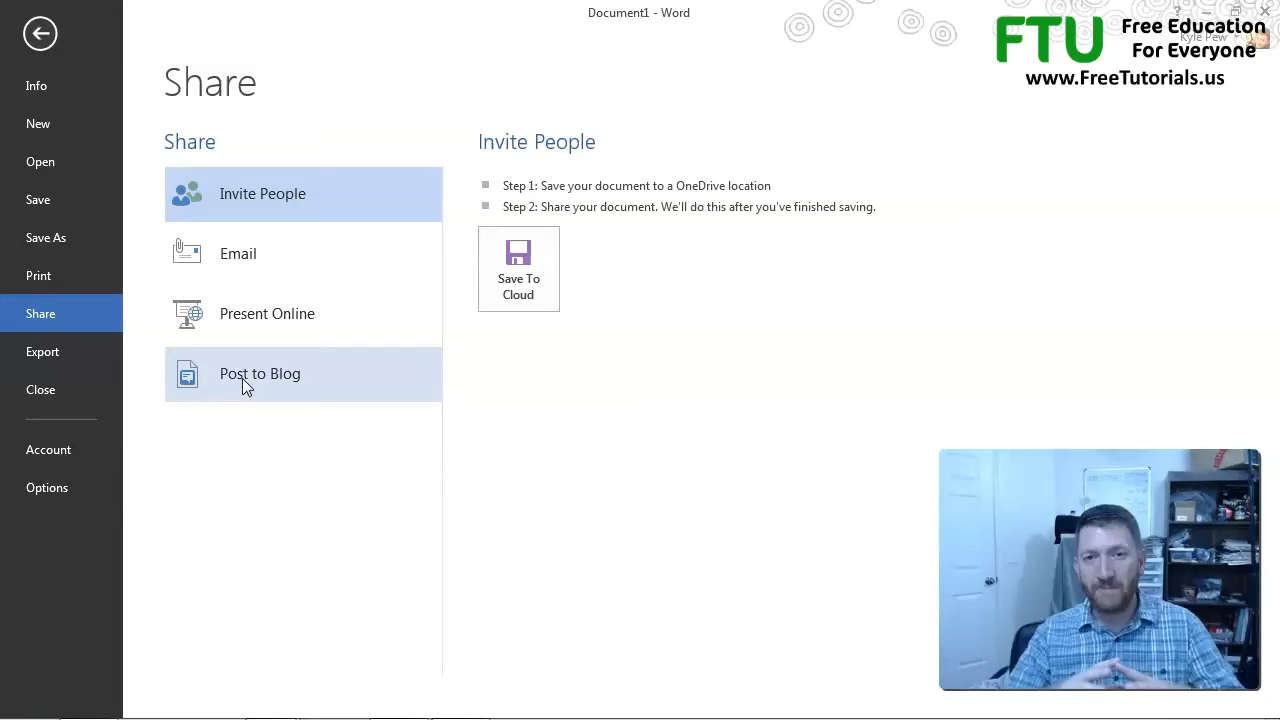 Document1 - Word
?
FTU
Free Education
For Everyone
Kyle Pew
www.FreeTutorials.us
Info
New
Open
Save
Save As
Print
Share
Export
Close
Account
Options
Share
Share
Invite People
Email
Present Online
Post to Blog
Invite People
Step 1: Save your document to a OneDrive location
Step 2: Share your document. We'll do this after you've finished saving.
Save To
Cloud